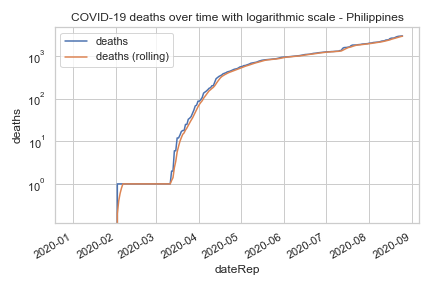 COVID-19 deaths over time with logarithmic scale - Philippines
deaths
deaths (rolling)
10³
10²
10¹
10⁰
deaths
2020-01
2020-02
2020-03
2020-04
2020-05
2020-06
2020-07
2020-08
2020-09
dateRep